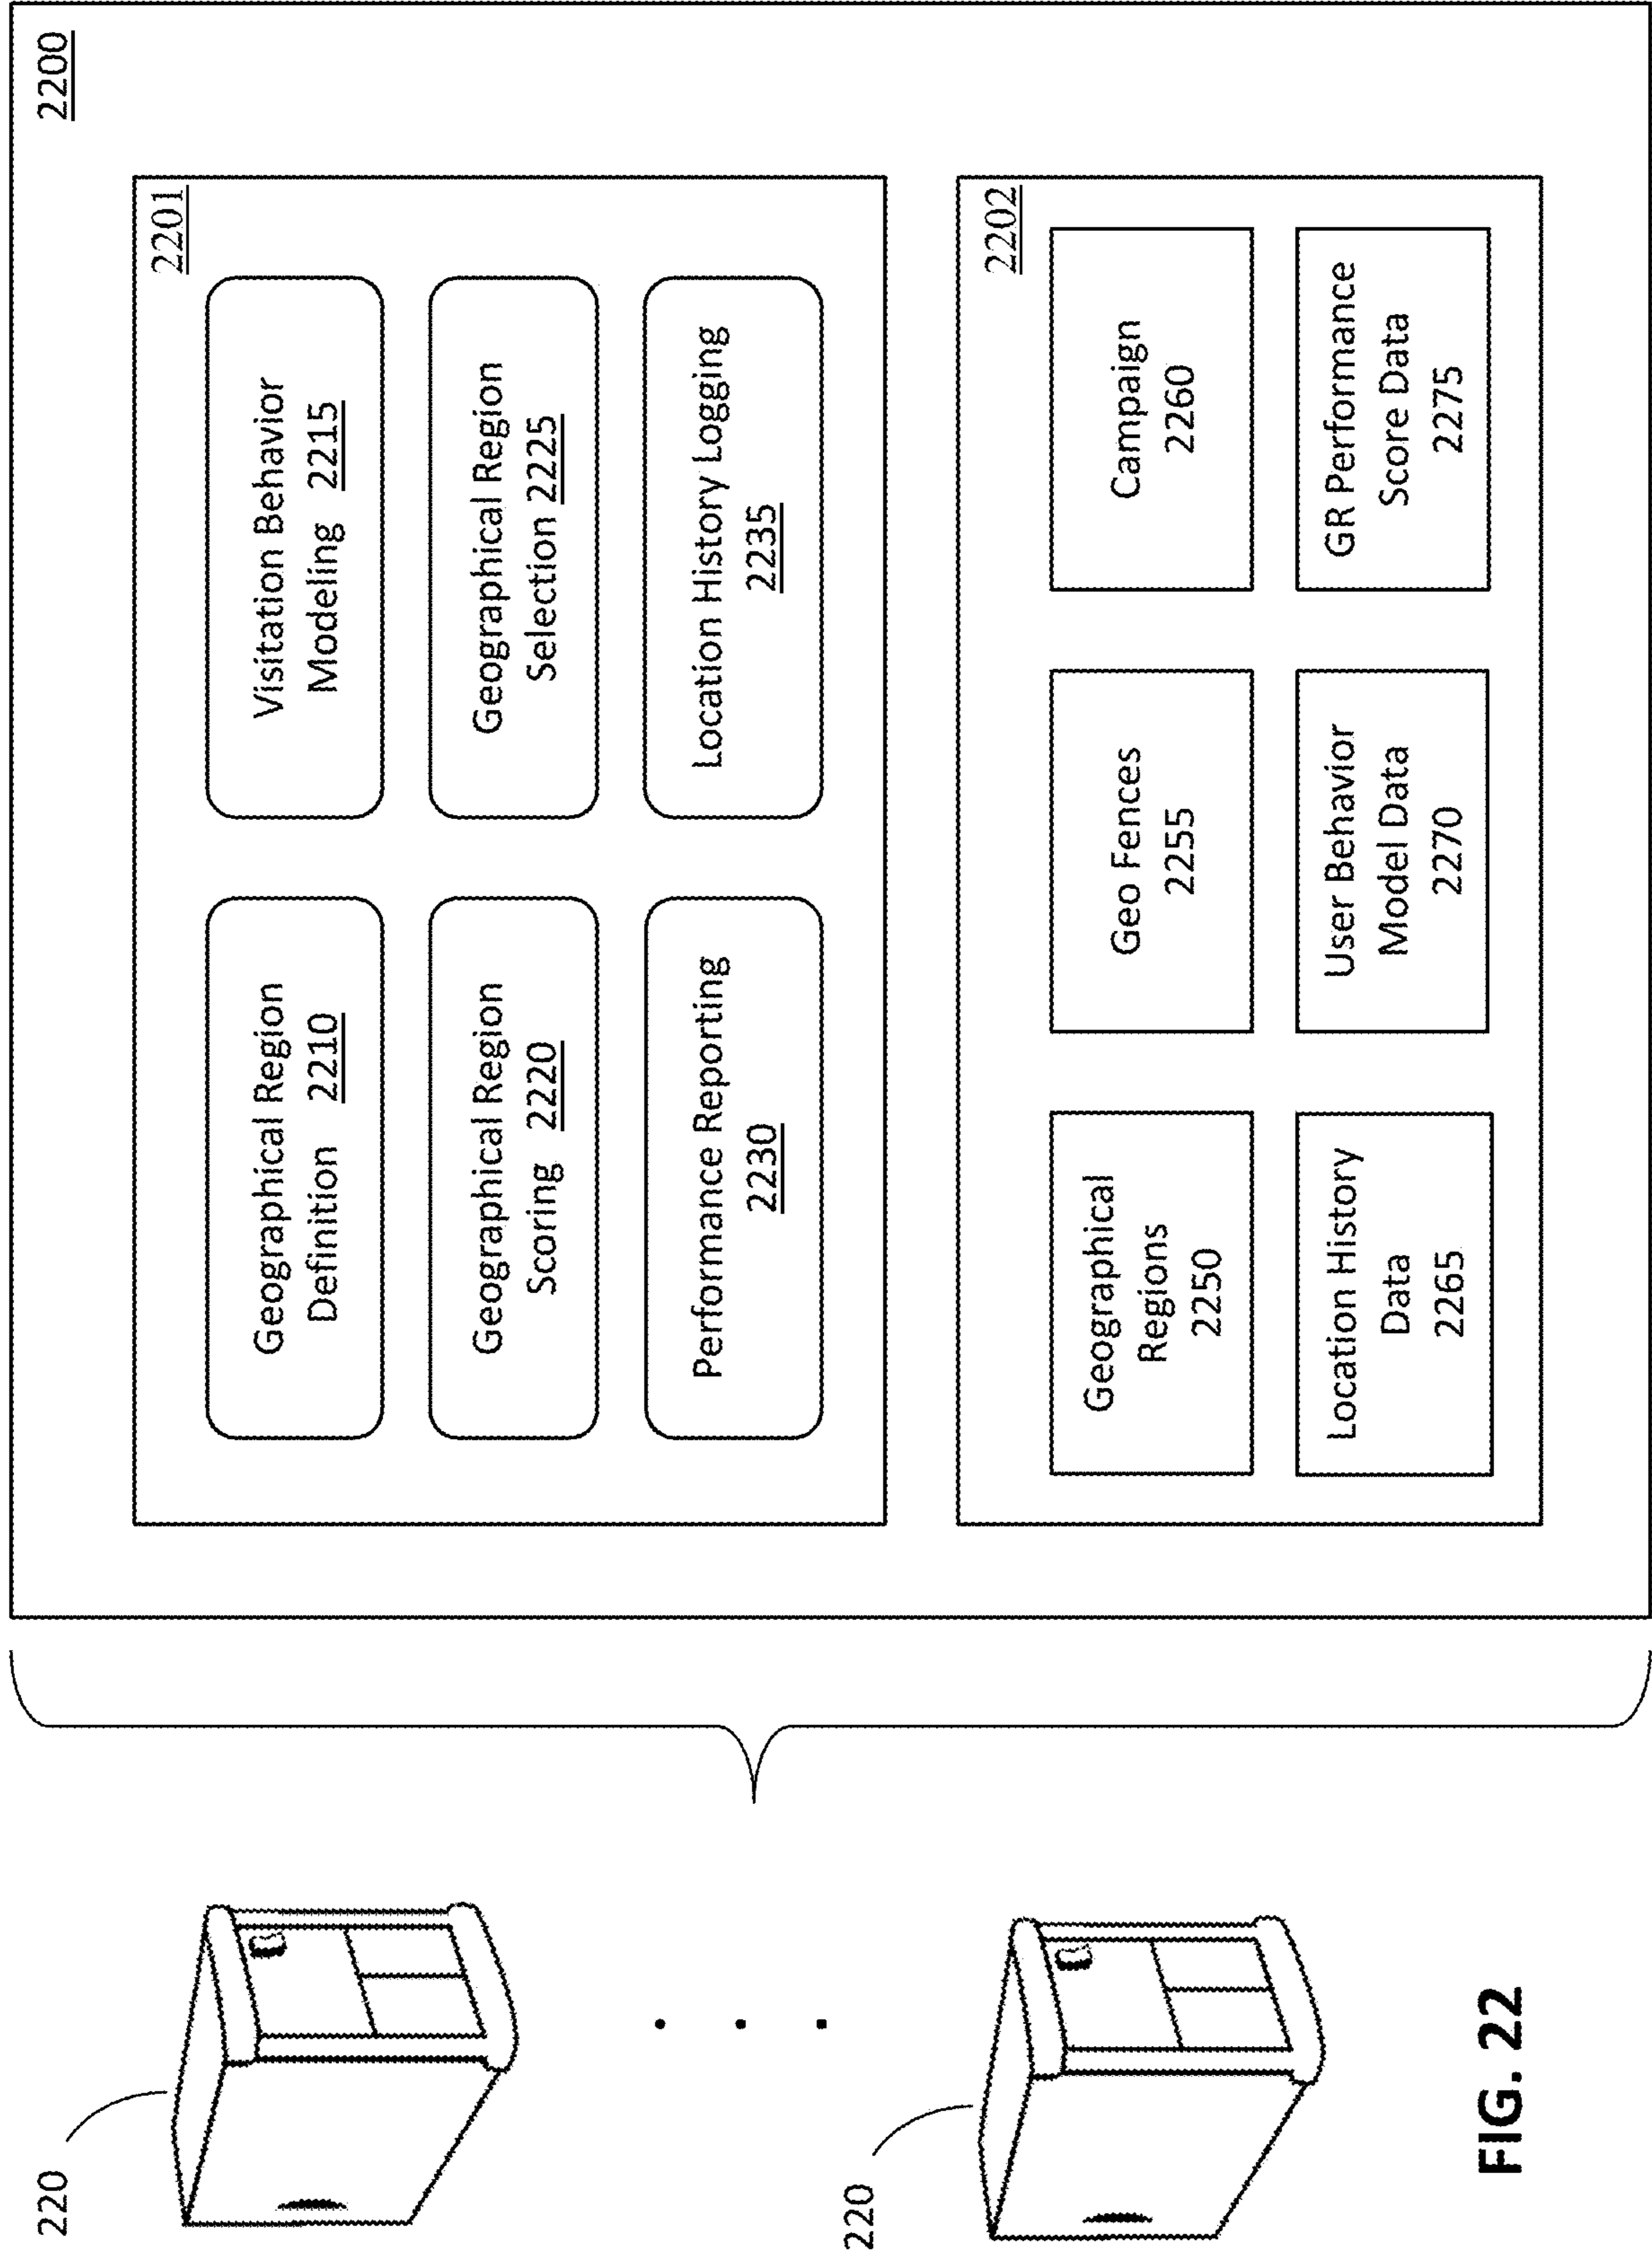 2200
2201
Geographical Region
Definition 2210
Visitation Behavior
Modeling 2215
Geographical Region
Scoring 2220
Geographical Region
Selection 2225
Performance Reporting
2230
Location History Logging
2235
2202
Geographical
Regions
2250
Geo Fences
2255
Campaign
2260
Location History
Data
2265
User Behavior
Model Data
2270
GR Performance
Score Data
2275
220
220
FIG. 22